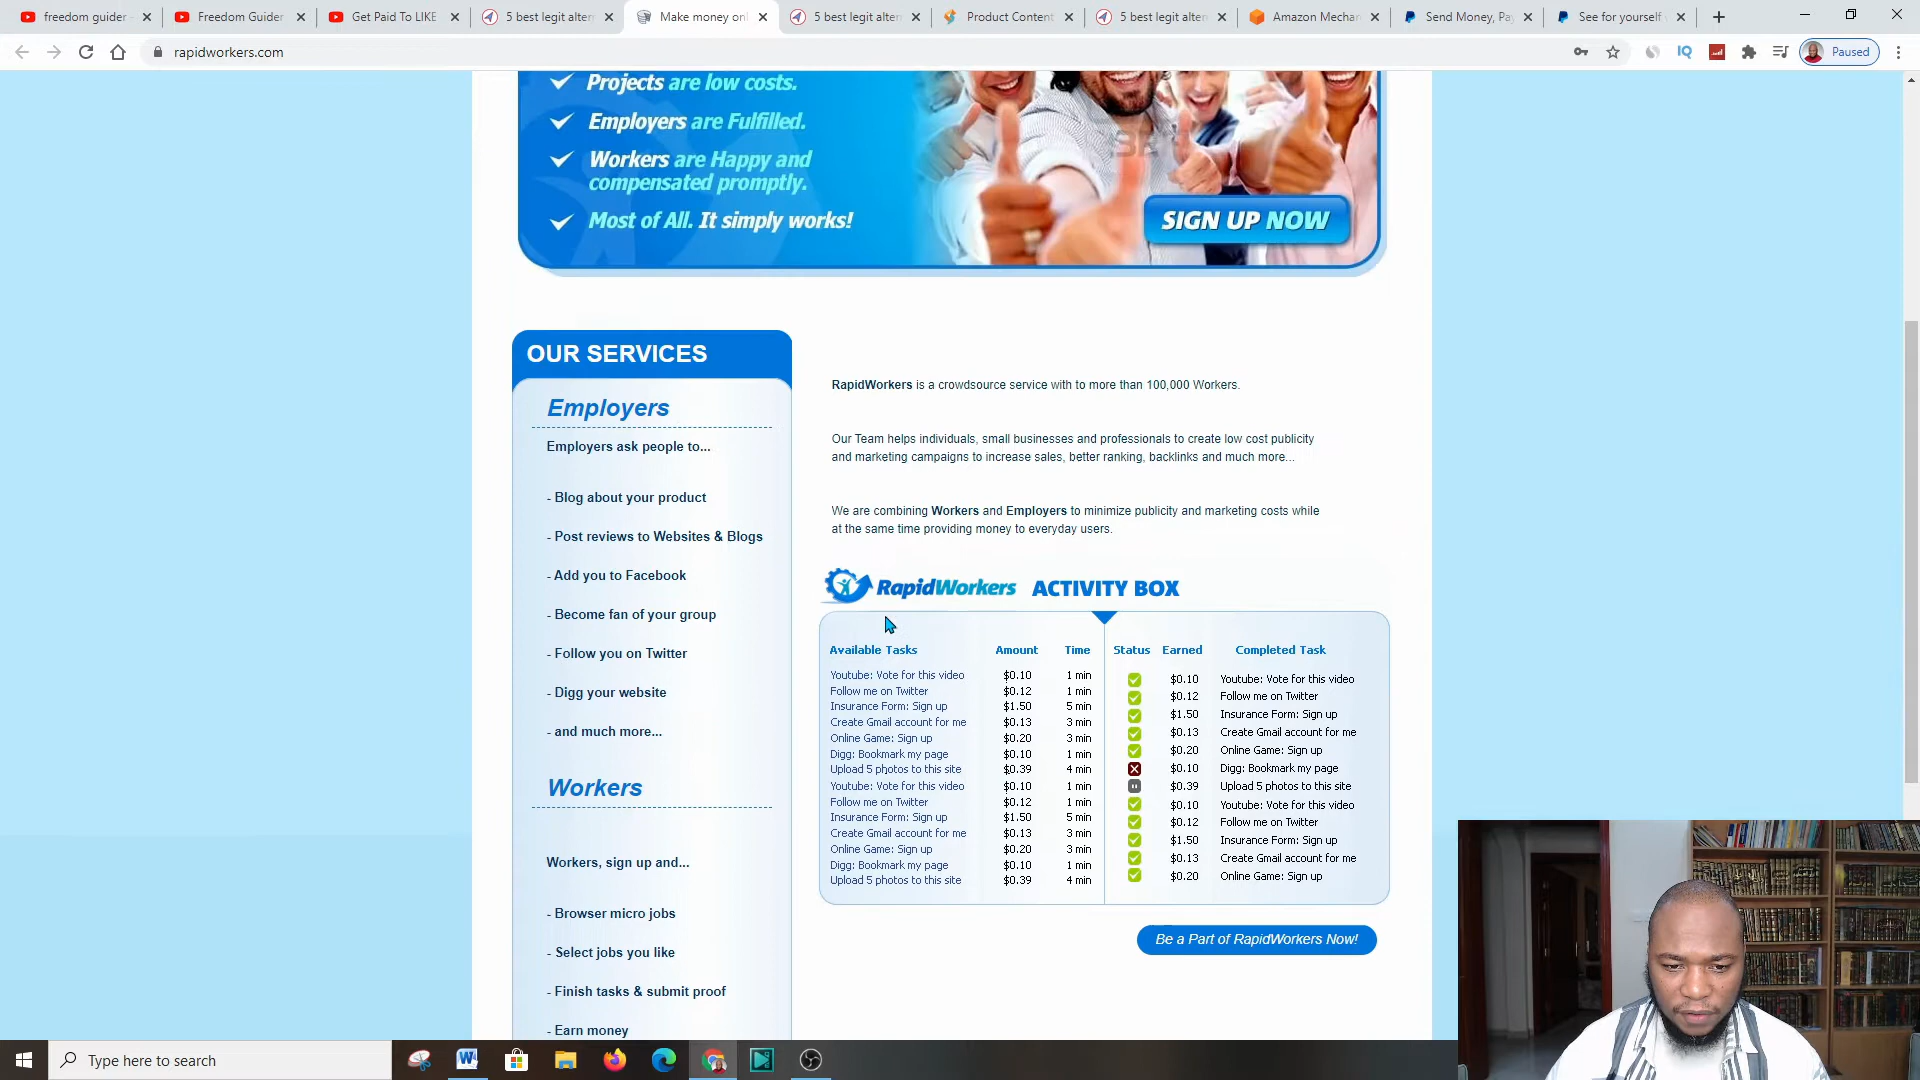 freedom guider -
Freedom Guider
Get Paid To LIKE
5 best legit alter
Make money onl
5 best legit alter
Product Content
5 best legit alter
Amazon Mechan
Send Money, Pa
See for yourself
rapidworkers.com
Paused
Projects are low costs.
Employers are Fulfilled.
Workers are Happy and
compensated promptly.
Most of All. It simply works!
SIGN UP NOW
OUR SERVICES
Employers
Employers ask people to...
- Blog about your product
- Post reviews to Websites & Blogs
- Add you to Facebook
- Become fan of your group
- Follow you on Twitter
- Digg your website
- and much more...
Workers
Workers, sign up and...
- Browser micro jobs
- Select jobs you like
- Finish tasks & submit proof
- Earn money
RapidWorkers is a crowdsource service with to more than 100,000 Workers.
Our Team helps individuals, small businesses and professionals to create low cost publicity
and marketing campaigns to increase sales, better ranking, backlinks and much more...
We are combining Workers and Employers to minimize publicity and marketing costs while
at the same time providing money to everyday users.
RapidWorkers ACTIVITY BOX
Available Tasks Amount Time
Youtube: Vote for this video $0.10 1 min
Follow me on Twitter $0.12 1 min
Insurance Form: Sign up $1.50 5 min
Create Gmail account for me $0.13 3 min
Online Game: Sign up $0.20 3 min
Digg: Bookmark my page $0.10 1 min
Upload 5 photos to this site $0.39 4 min
Youtube: Vote for this video $0.10 1 min
Follow me on Twitter $0.12 1 min
Insurance Form: Sign up $1.50 5 min
Create Gmail account for me $0.13 3 min
Online Game: Sign up $0.20 3 min
Digg: Bookmark my page $0.10 1 min
Upload 5 photos to this site $0.39 4 min
Status Earned Completed Task
$0.10 Youtube: Vote for this video
$0.12 Follow me on Twitter
$1.50 Insurance Form: Sign up
$0.13 Create Gmail account for me
$0.20 Online Game: Sign up
$0.10 Digg: Bookmark my page
$0.39 Upload 5 photos to this site
$0.10 Youtube: Vote for this video
$0.12 Follow me on Twitter
$1.50 Insurance Form: Sign up
$0.13 Create Gmail account for me
$0.20 Online Game: Sign up
Be a Part of RapidWorkers Now!
Type here to search